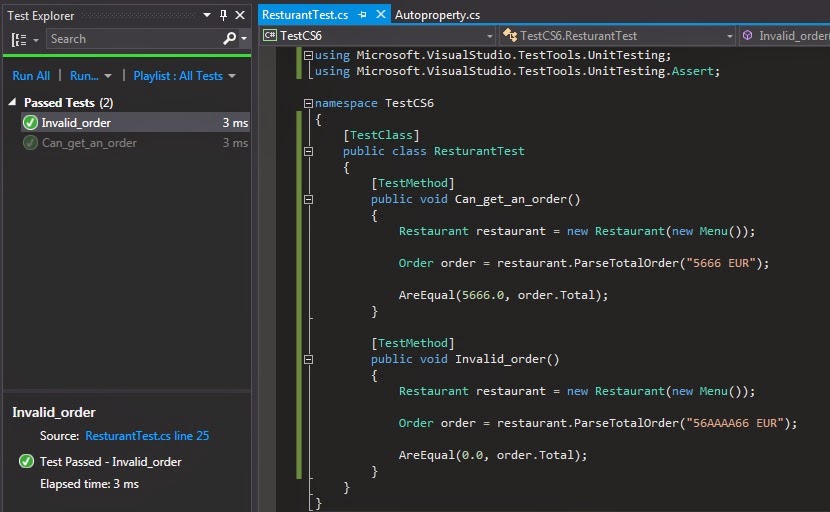 Test Explorer
Search
Run All | Run... | Playlist : All Tests
Passed Tests (2)
Invalid_order 3 ms
Can_get_an_order 3 ms
Invalid_order
Source: ResturantTest.cs line 25
Test Passed - Invalid_order
Elapsed time: 3 ms
ResturantTest.cs Autoproperty.cs
C# TestCS6 TestCS6.ResturantTest Invalid_order(
using Microsoft.VisualStudio.TestTools.UnitTesting;
using Microsoft.VisualStudio.TestTools.UnitTesting.Assert;
namespace TestCS6
{
[TestClass]
public class ResturantTest
{
[TestMethod]
public void Can_get_an_order()
{
Restaurant restaurant = new Restaurant(new Menu());
Order order = restaurant.ParseTotalOrder("5666 EUR");
AreEqual(5666.0, order.Total);
}
[TestMethod]
public void Invalid_order()
{
Restaurant restaurant = new Restaurant(new Menu());
Order order = restaurant.ParseTotalOrder("56AAAA66 EUR");
AreEqual(0.0, order.Total);
}
}
}